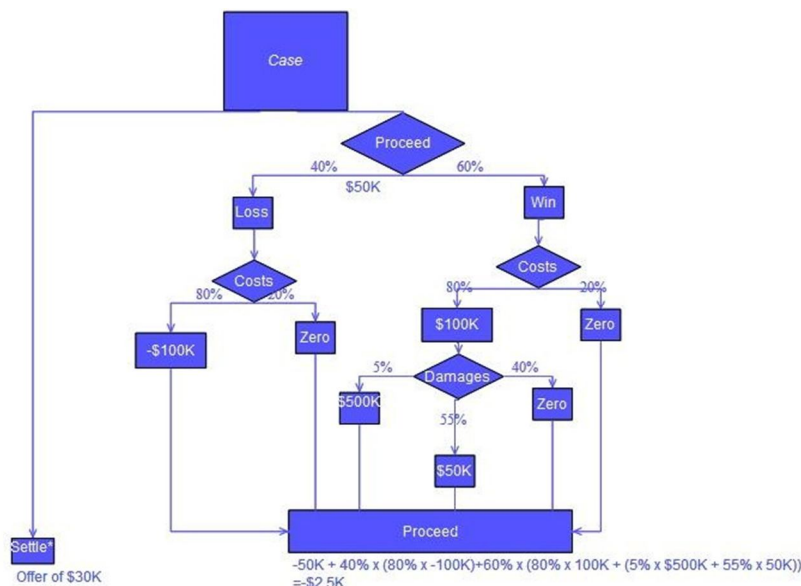 Case
Proceed
40%
60%
$50K
Loss
Win
Costs
Costs
80%
20%
80%
20%
-$100K
Zero
$100K
Zero
5%
Damages
40%
$500K
Zero
55%
$50K
Proceed
Settle*
Offer of $30K
-50K + 40% x (80% x -100K)+60% x (80% x 100K + (5% x $500K + 55% x 50K))
=-$2.5K